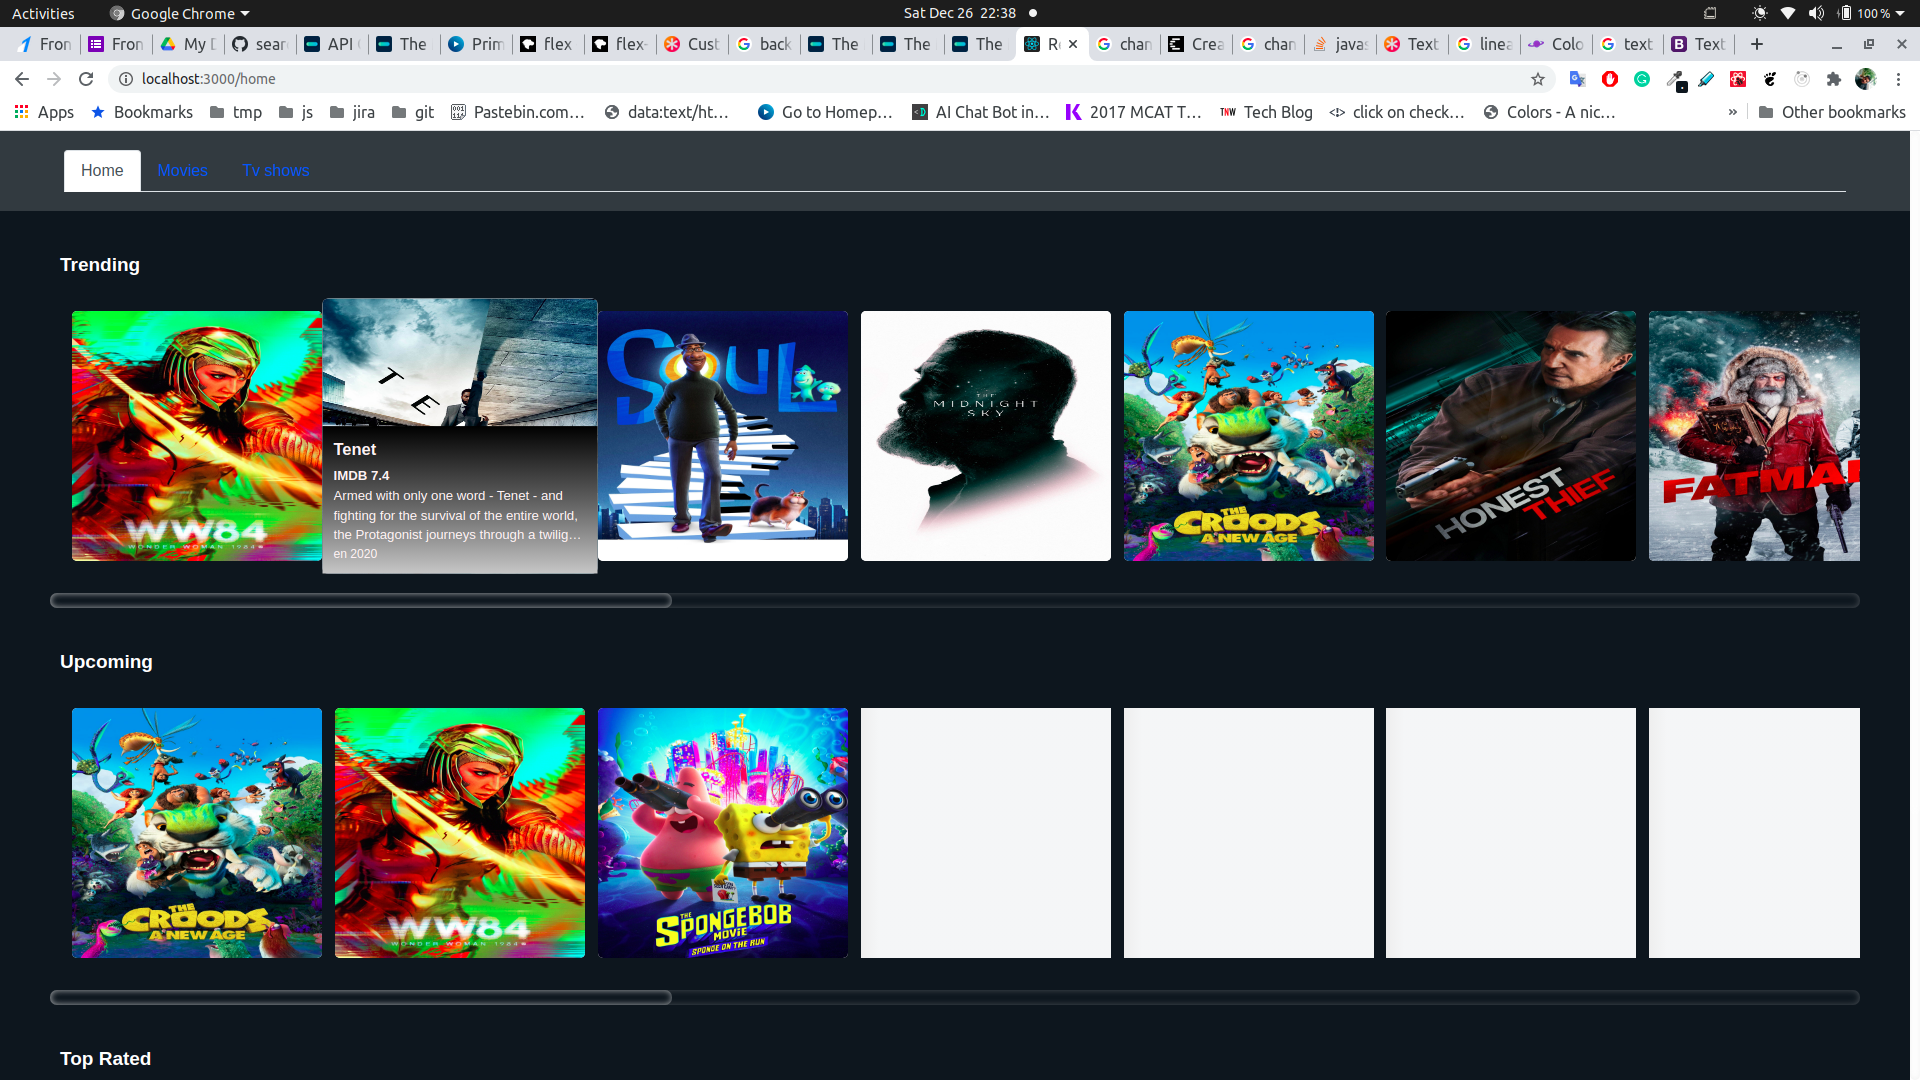 Activities
Google Chrome
Sat Dec 26 22:38
100 %
Fron
Fron
My D
sear
API
The
Prim
flex
flex-
Cust
back
The
The
The
Re
chan
Crea
chan
javas
Text
linea
Colo
text
Text
localhost:3000/home
Apps
Bookmarks
tmp
js
jira
git
Pastebin.com...
data:text/ht...
Go to Homep...
AI Chat Bot in...
2017 MCAT T...
TNW Tech Blog
click on check...
Colors - A nic...
»
Other bookmarks
Home
Movies
Tv shows
Trending
WW84
WONDER WOMAN 1984
T
E
Tenet
IMDB 7.4
Armed with only one word - Tenet - and
fighting for the survival of the entire world,
the Protagonist journeys through a twilig...
en 2020
SOUL
THE
MIDNIGHT
SKY
THE
CROODS
A NEW AGE
HONEST
THIEF
FATMA
Upcoming
THE
CROODS
A NEW AGE
WW84
WONDER WOMAN 1984
THE
SPONGEBOB
MOVIE
SPONGE ON THE RUN
Top Rated